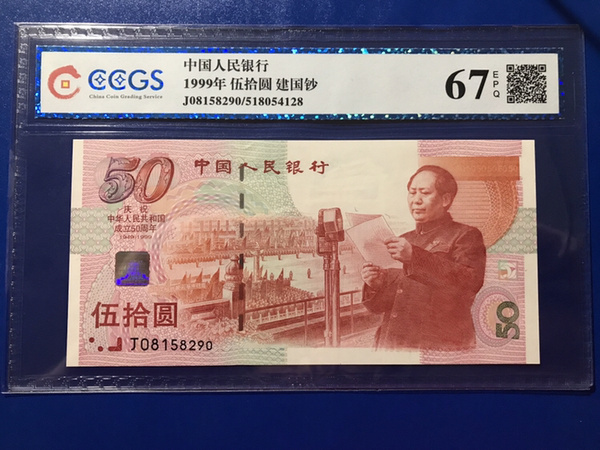 CCGS
China Coin Grading Service
中国人民银行
1999年 伍拾圆 建国钞
J08158290/518054128
67
EPQ
50
中国人民银行
庆祝
中华人民共和国
成立50周年
1949/1999
伍拾圆
J08158290
50